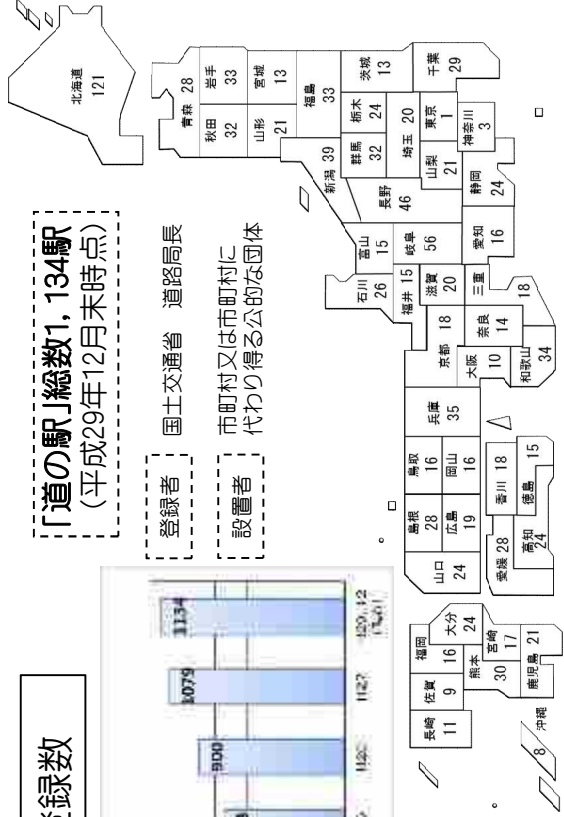 登録数
「道の駅」総数1,134駅
(平成29年12月末時点)
登録者
国土交通省　道路局長
設置者
市町村又は市町村に
代わり得る公的な団体
900
1079
1134
H27
北海道
121
青森 28
秋田
32
岩手
33
山形
21
宮城
13
福島
33
新潟
39
群馬
32
栃木
24
茨城
13
埼玉
20
千葉
29
東京
1
神奈川
3
山梨
21
長野
46
静岡
24
富山
15
石川
26
岐阜
56
愛知
16
福井 15
滋賀
20
三重
18
京都
18
奈良
14
大阪
10
和歌山
34
兵庫
35
鳥取
16
岡山
16
島根
28
広島
19
山口
24
香川 18
徳島
15
愛媛 28
高知
24
福岡
16
大分
24
佐賀
9
長崎
11
熊本
30
宮崎
17
鹿児島
21
沖縄
8